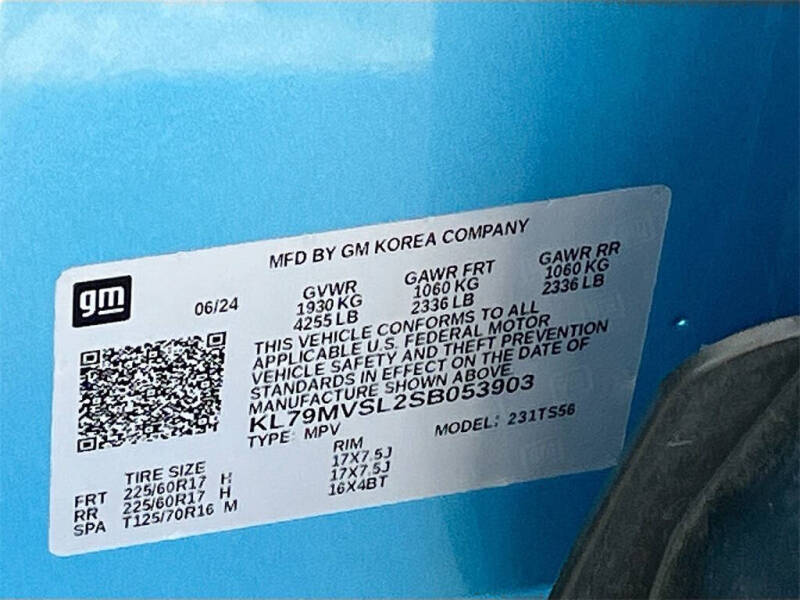 MFD BY GM KOREA COMPANY
gm
06/24
GVWR GAWR FRT GAWR RR
1930 KG 1060 KG 1060 KG
4255 LB 2336 LB 2336 LB
THIS VEHICLE CONFORMS TO ALL
APPLICABLE U.S. FEDERAL MOTOR
VEHICLE SAFETY AND THEFT PREVENTION
STANDARDS IN EFFECT ON THE DATE OF
MANUFACTURE SHOWN ABOVE.
KL79MVSL2SB053903
TYPE: MPV MODEL: 231TS56
TIRE SIZE RIM
FRT 225/60R17 H 17X7.5J
RR 225/60R17 H 17X7.5J
SPA T125/70R16 M 16X4BT